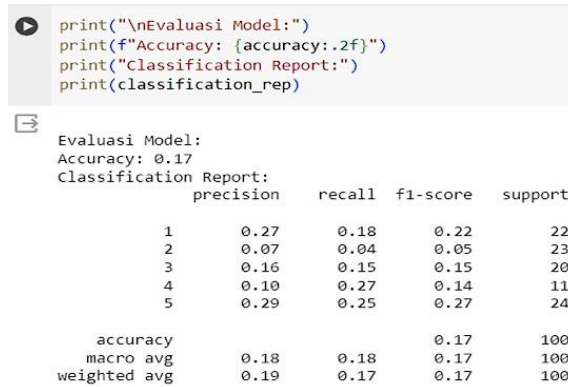 print("\nEvaluasi Model:")
print(f"Accuracy: {accuracy:.2f}")
print("Classification Report:")
print(classification_rep)
Evaluasi Model:
Accuracy: 0.17
Classification Report:
precision recall f1-score support
1 0.27 0.18 0.22 22
2 0.07 0.04 0.05 23
3 0.16 0.15 0.15 20
4 0.10 0.27 0.14 11
5 0.29 0.25 0.27 24
accuracy 0.17 100
macro avg 0.18 0.18 0.17 100
weighted avg 0.19 0.17 0.17 100